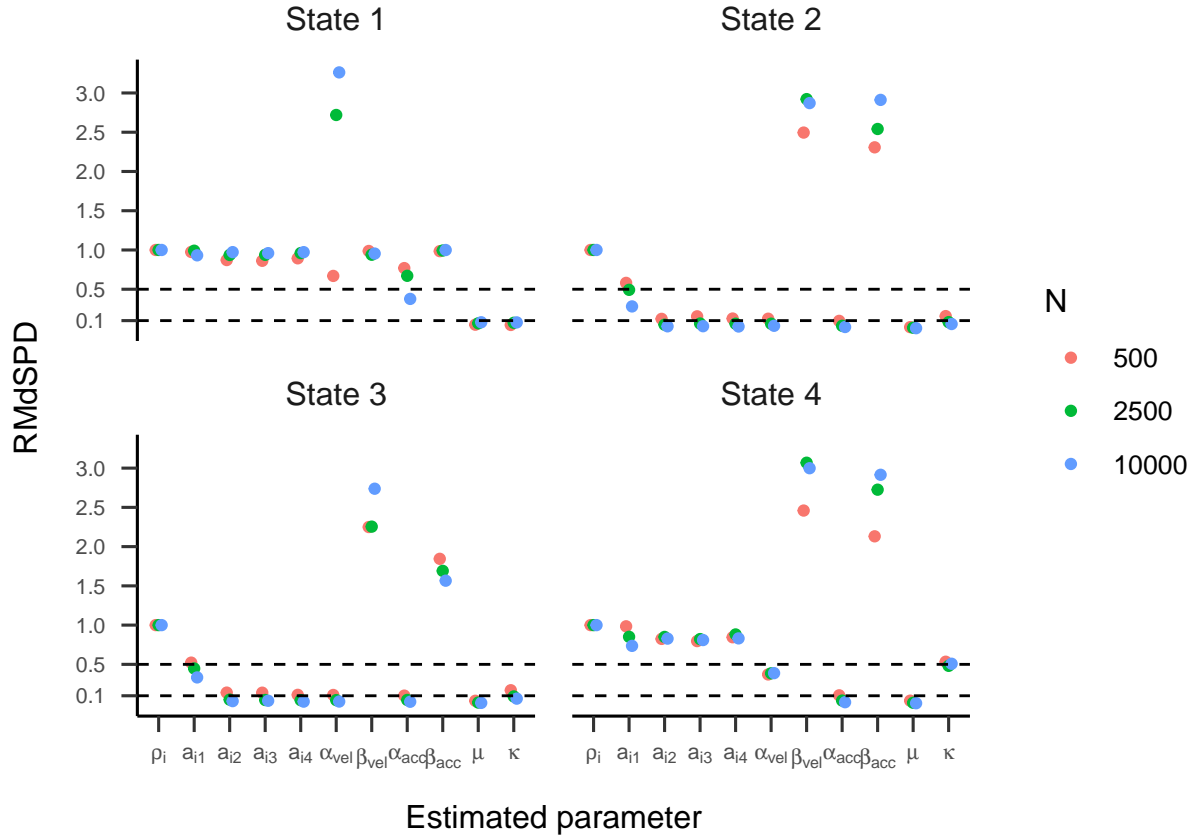 State 1
State 2
3.0
2.5
2.0
1.5
1.0
0.5
0.1
State 3
State 4
3.0
2.5
2.0
1.5
1.0
0.5
0.1
ρi ai1 ai2 ai3 ai4 αvel βvel αacc βacc μ κ
ρi ai1 ai2 ai3 ai4 αvel βvel αacc βacc μ κ
Estimated parameter
RMdSPD
N
500
2500
10000